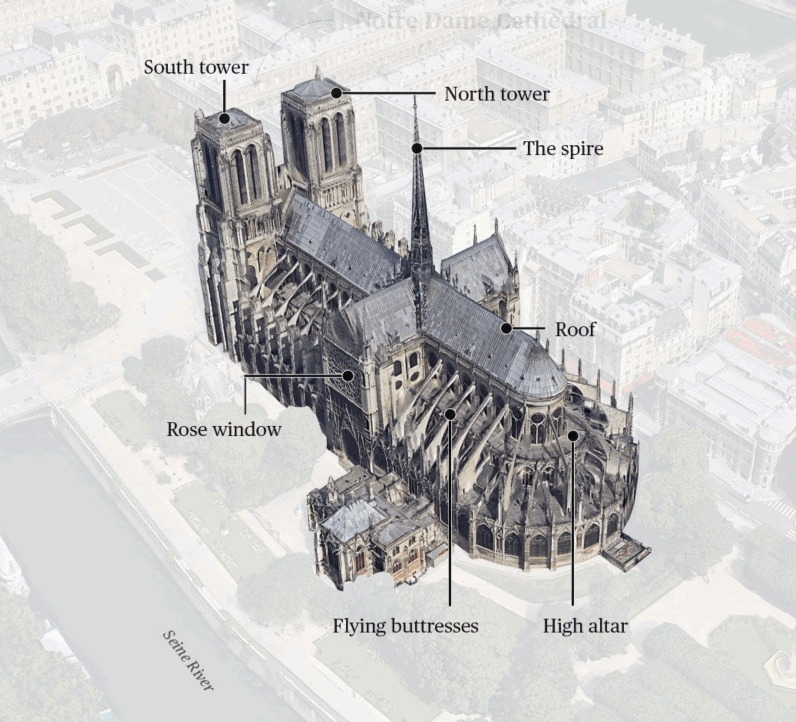 Notre Dame Cathedral
South tower
North tower
The spire
Roof
Rose window
Flying buttresses
High altar
Seine River